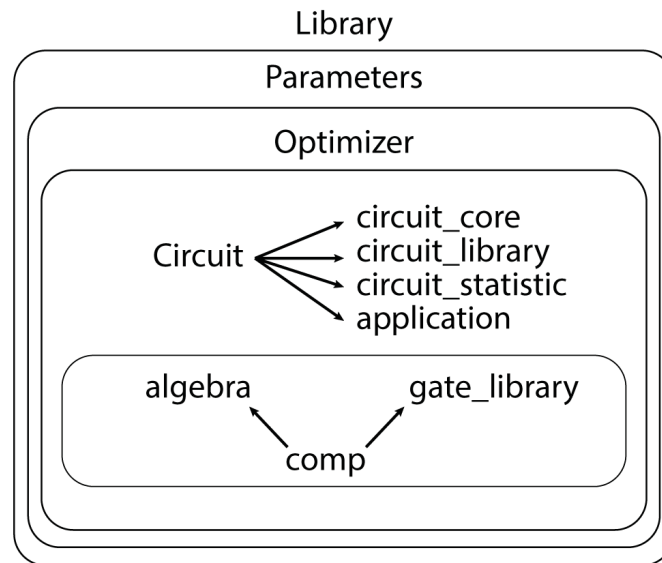 Library
Parameters
Optimizer
Circuit
circuit_core
circuit_library
circuit_statistic
application
algebra
gate_library
comp